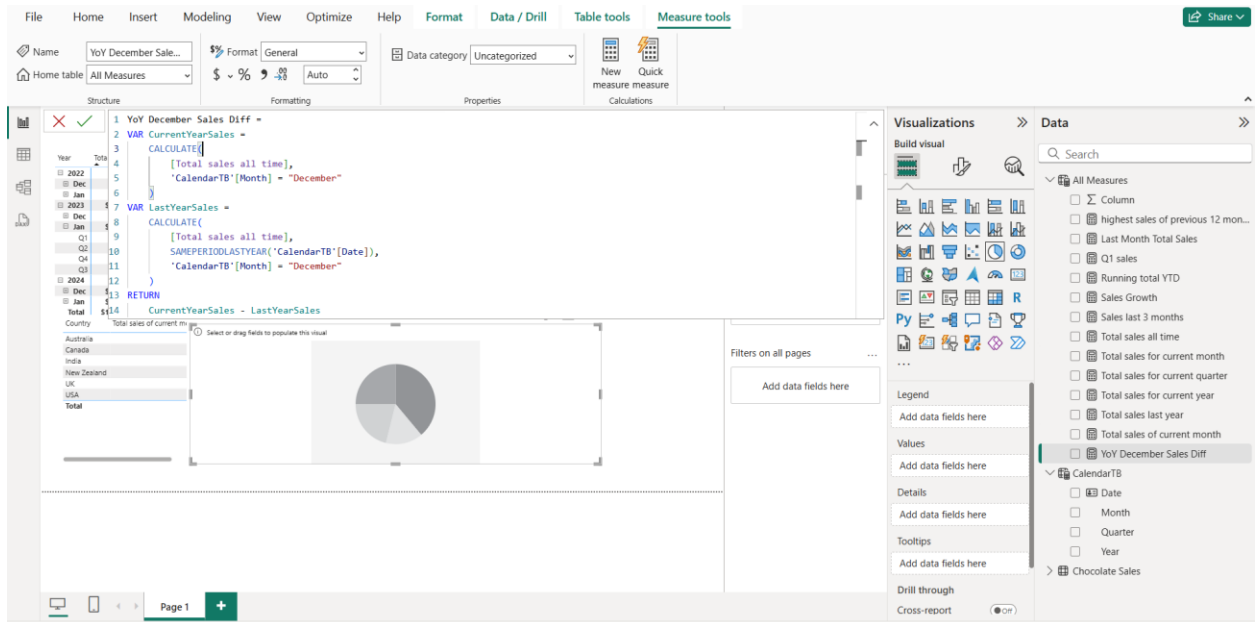 File Home Insert Modeling View Optimize Help Format Data / Drill Table tools Measure tools
Share
Name YoY December Sale...
Home table All Measures
Structure
$% Format General
$ % 9 .00 Auto
Formatting
Data category Uncategorized
Properties
New measure
Quick measure
Calculations
1 YoY December Sales Diff =
2 VAR CurrentYearSales =
3 CALCULATE(
4 [Total sales all time],
5 'CalendarTB'[Month] = "December"
6 )
7 VAR LastYearSales =
8 CALCULATE(
9 [Total sales all time],
10 SAMEPERIODLASTYEAR('CalendarTB'[Date]),
11 'CalendarTB'[Month] = "December"
12 )
13 RETURN
14 CurrentYearSales - LastYearSales
Year
2022
Dec
Jan
2023
Dec
Jan
Q1
Q2
Q4
Q3
2024
Dec
Jan
Total
Country Total sales of current
Australia
Canada
India
New Zealand
UK
USA
Total
Select or drag fields to populate this visual
Filters on all pages ...
Add data fields here
Visualizations
Build visual
R
Py
...
Legend
Add data fields here
Values
Add data fields here
Details
Add data fields here
Tooltips
Add data fields here
Drill through
Cross-report Off
Data
Search
All Measures
Column
highest sales of previous 12 mon...
Last Month Total Sales
Q1 sales
Running total YTD
Sales Growth
Sales last 3 months
Total sales all time
Total sales for current month
Total sales for current quarter
Total sales for current year
Total sales last year
Total sales of current month
YoY December Sales Diff
CalendarTB
Date
Month
Quarter
Year
Chocolate Sales
Page 1 +